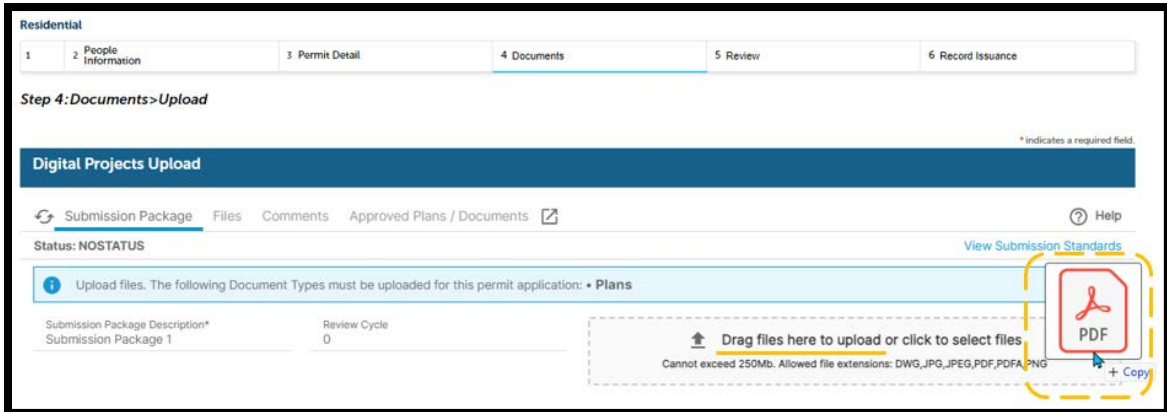 Residential
1
2 People Information
3 Permit Detail
4 Documents
5 Review
6 Record Issuance
Step 4:Documents>Upload
* indicates a required field.
Digital Projects Upload
Submission Package Files Comments Approved Plans / Documents
? Help
Status: NOSTATUS
View Submission Standards
i Upload files. The following Document Types must be uploaded for this permit application: • Plans
Submission Package Description*
Submission Package 1
Review Cycle
0
Drag files here to upload or click to select files
Cannot exceed 250Mb. Allowed file extensions: DWG,JPG,JPEG,PDF,PDFA,PNG
PDF
+ Copy